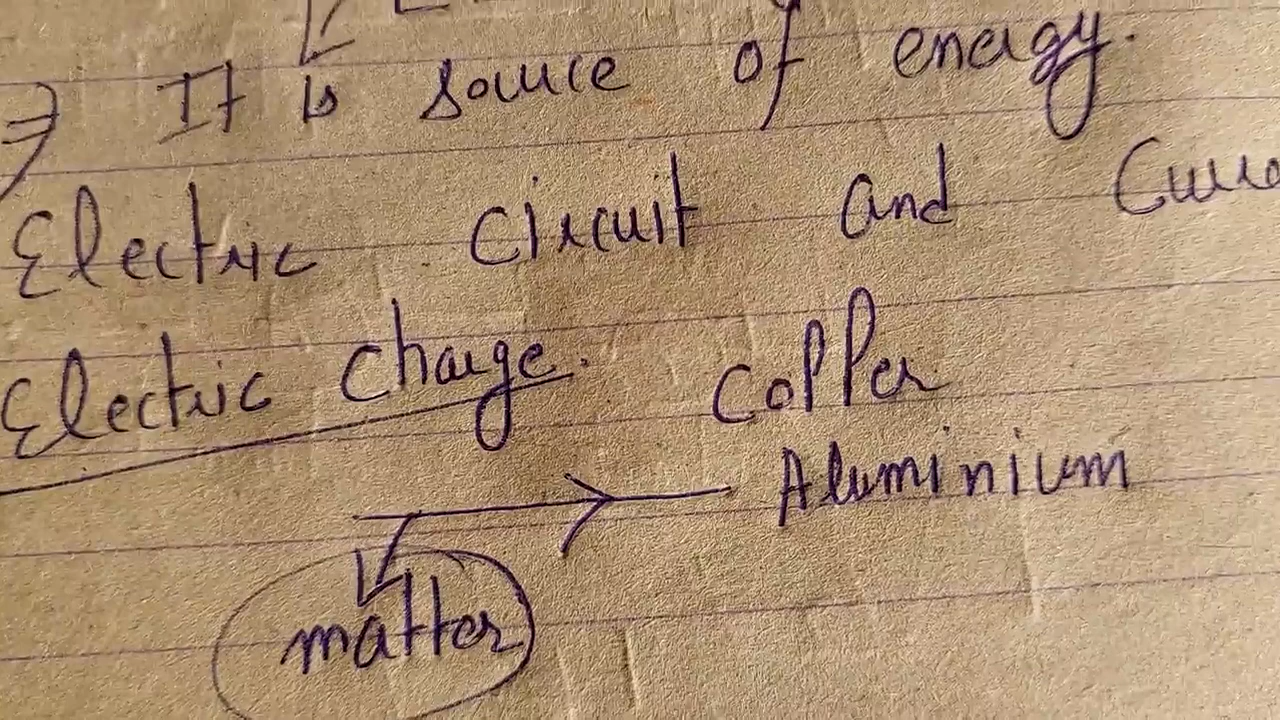 ⇒ It is source of energy.
Electric Circuit and
Electric Charge.
Copper
Aluminium
matter